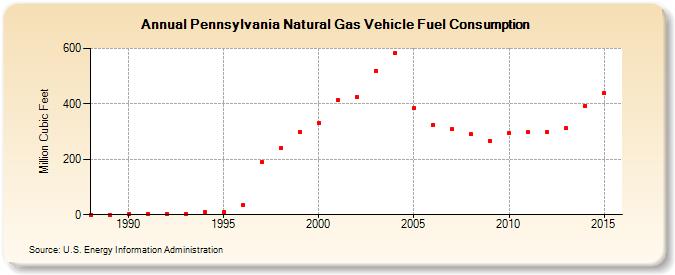 Annual Pennsylvania Natural Gas Vehicle Fuel Consumption
Million Cubic Feet
600
400
200
0
1990 1995 2000 2005 2010 2015
Source: U.S. Energy Information Administration